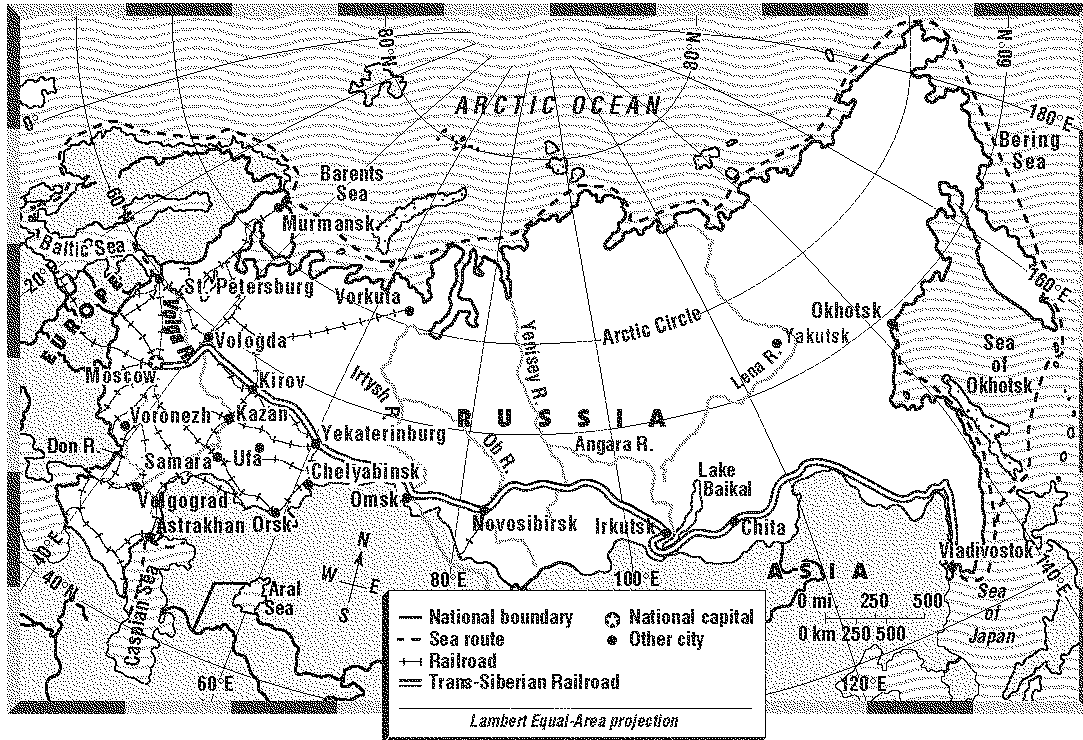 80°N
80°N
60°N
ARCTIC OCEAN
0°
180°E
Bering
Sea
Barents
Sea
60°N
Murmansk
Baltic Sea
20°E
160°E
St. Petersburg
Vorkuta
EUROPE
Volga R.
Okhotsk
Arctic Circle
Yakutsk
Vologda
Yenisey R.
Sea
of
Okhotsk
Moscow
Kirov
Irtysh R.
Lena R.
Voronezh
Kazan
RUSSIA
Yekaterinburg
Ob R.
Angara R.
Don R.
Samara
Ufa
Chelyabinsk
Lake
Baikal
Omsk
Volgograd
Astrakhan
Orsk
Novosibirsk
Irkutsk
Chita
Vladivostok
40°E
N
W
E
S
80°E
100°E
ASIA
140°E
40°N
Aral
Sea
Caspian Sea
0 mi 250 500
0 km 250 500
Sea
of
Japan
60°E
120°E
National boundary
National capital
Sea route
Other city
Railroad
Trans-Siberian Railroad
Lambert Equal-Area projection